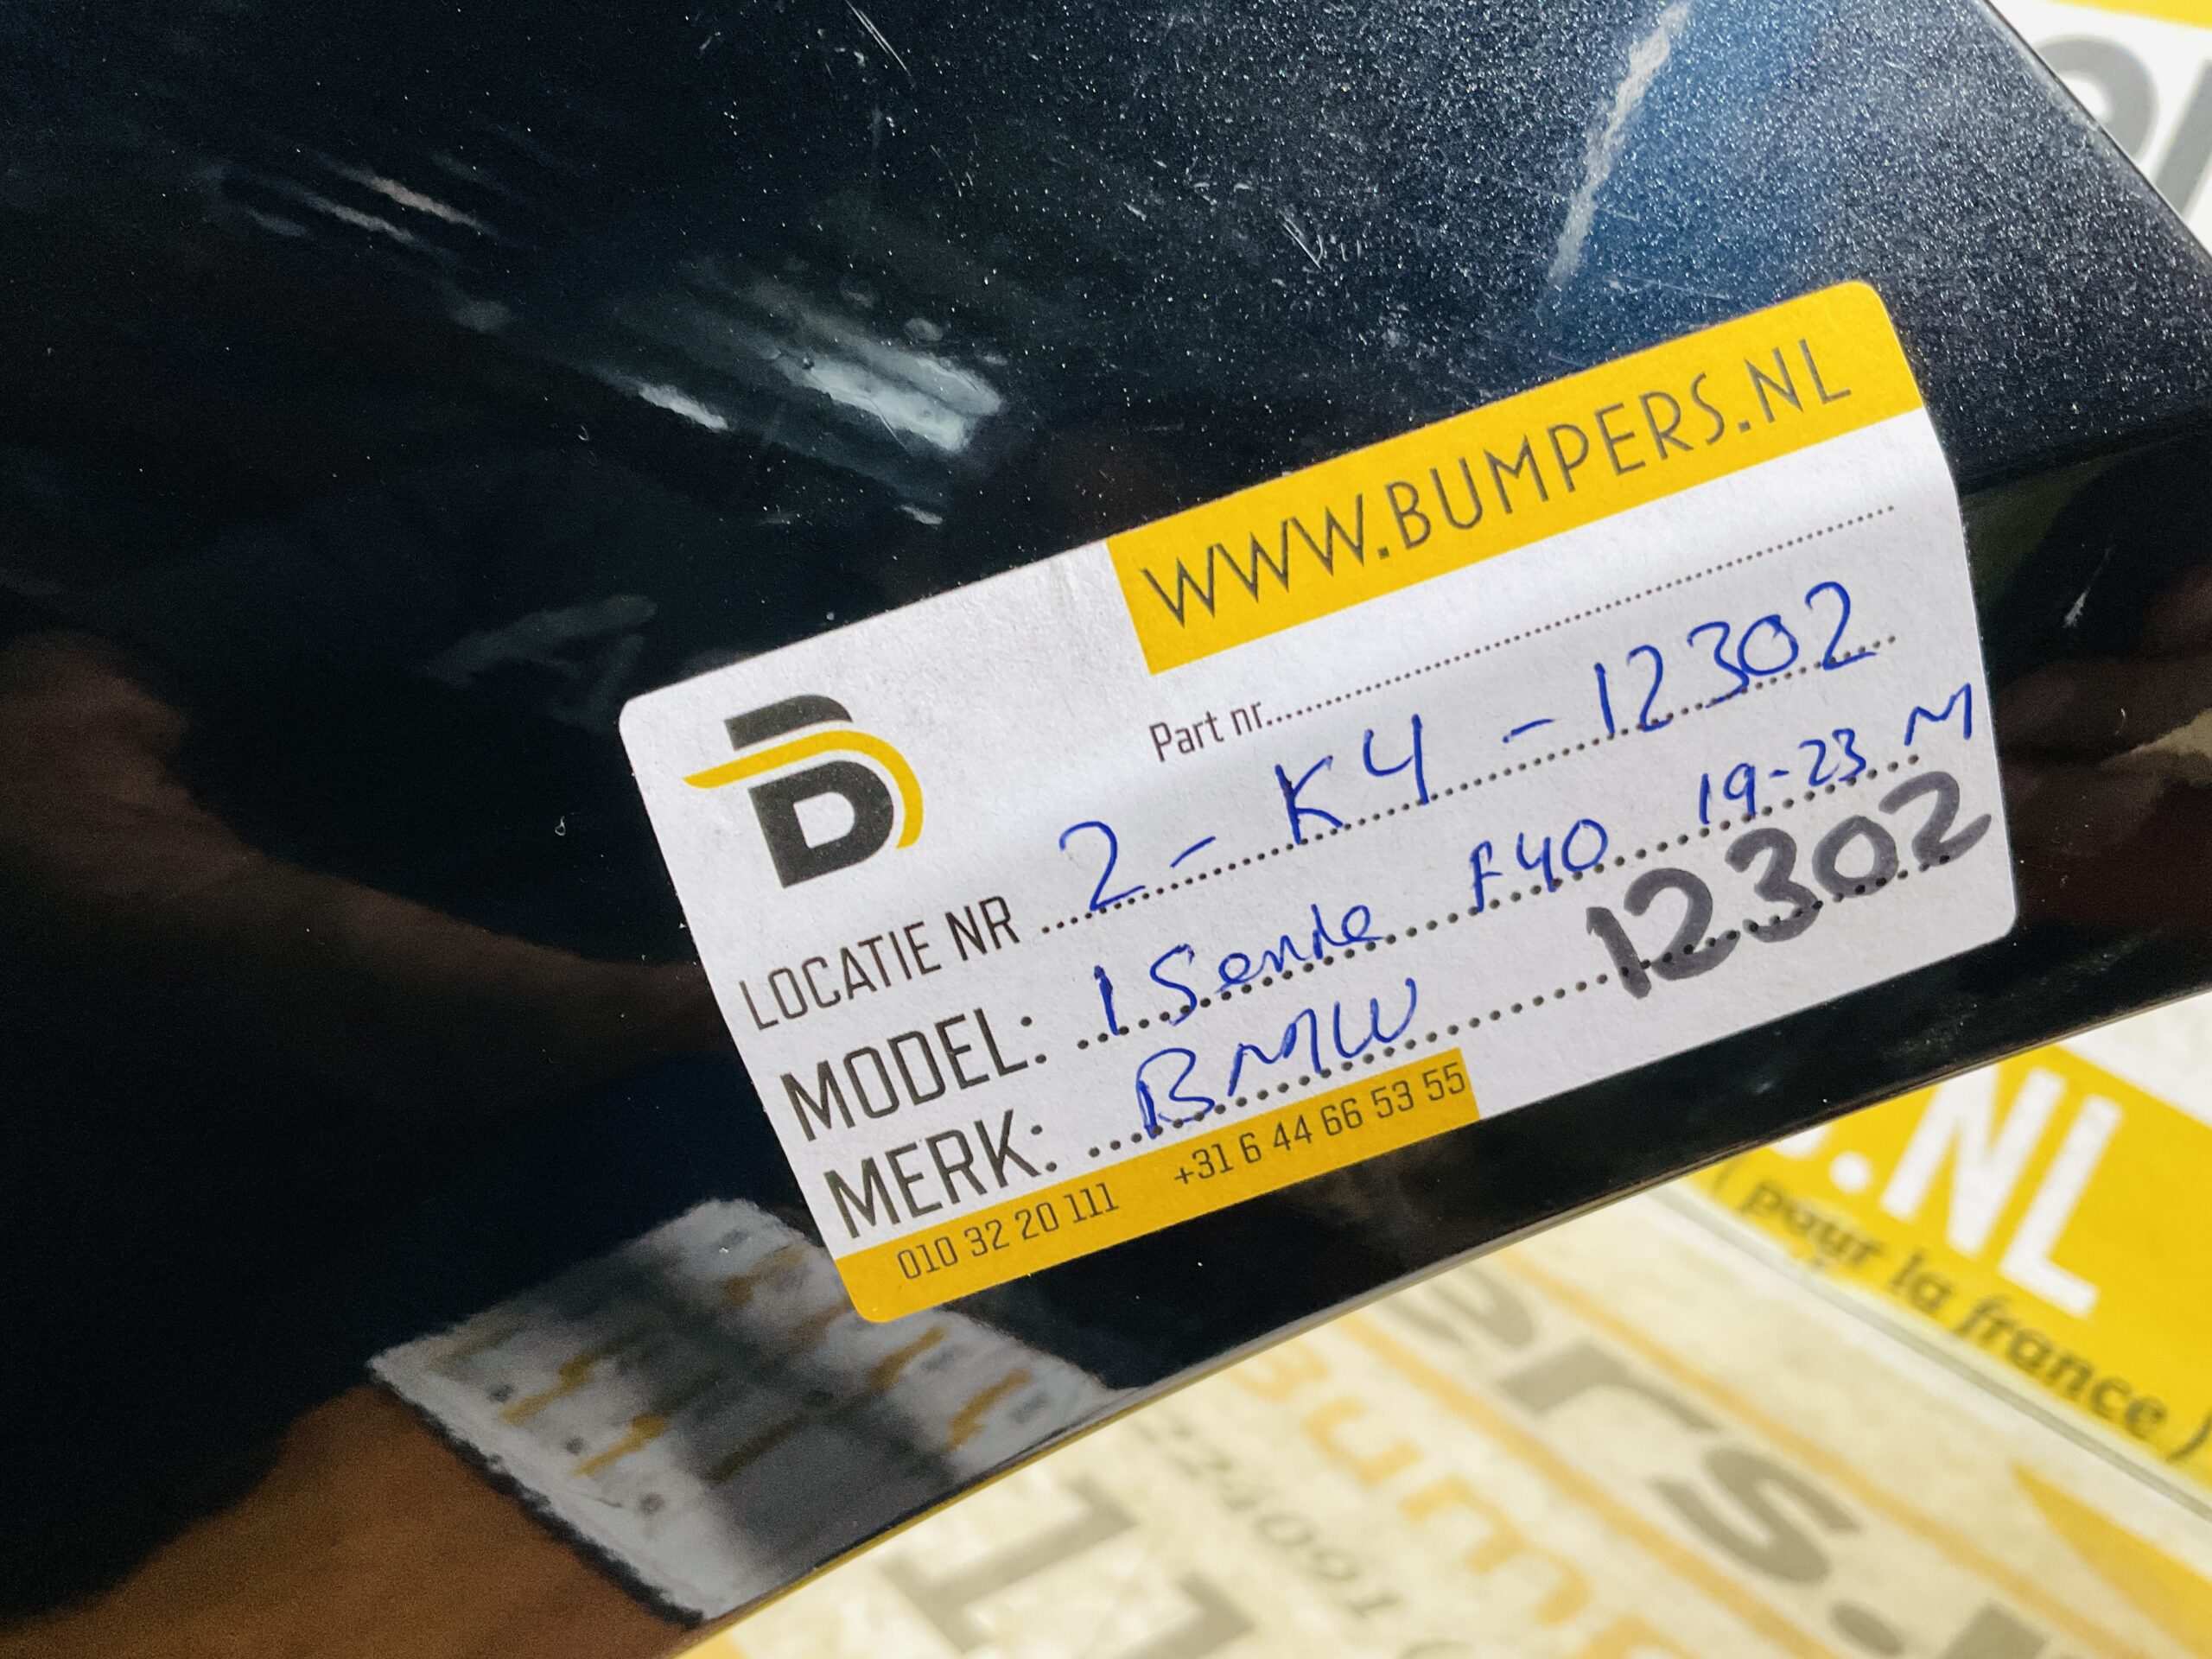 WWW.BUMPERS.NL
Part nr.
LOCATIE NR 2 - K4 - 12302
MODEL: 1 Serie F40 19-23 M
MERK: BMW 12302
010 32 20 111 +31 6 44 66 53 55
.NL
( pour la france )